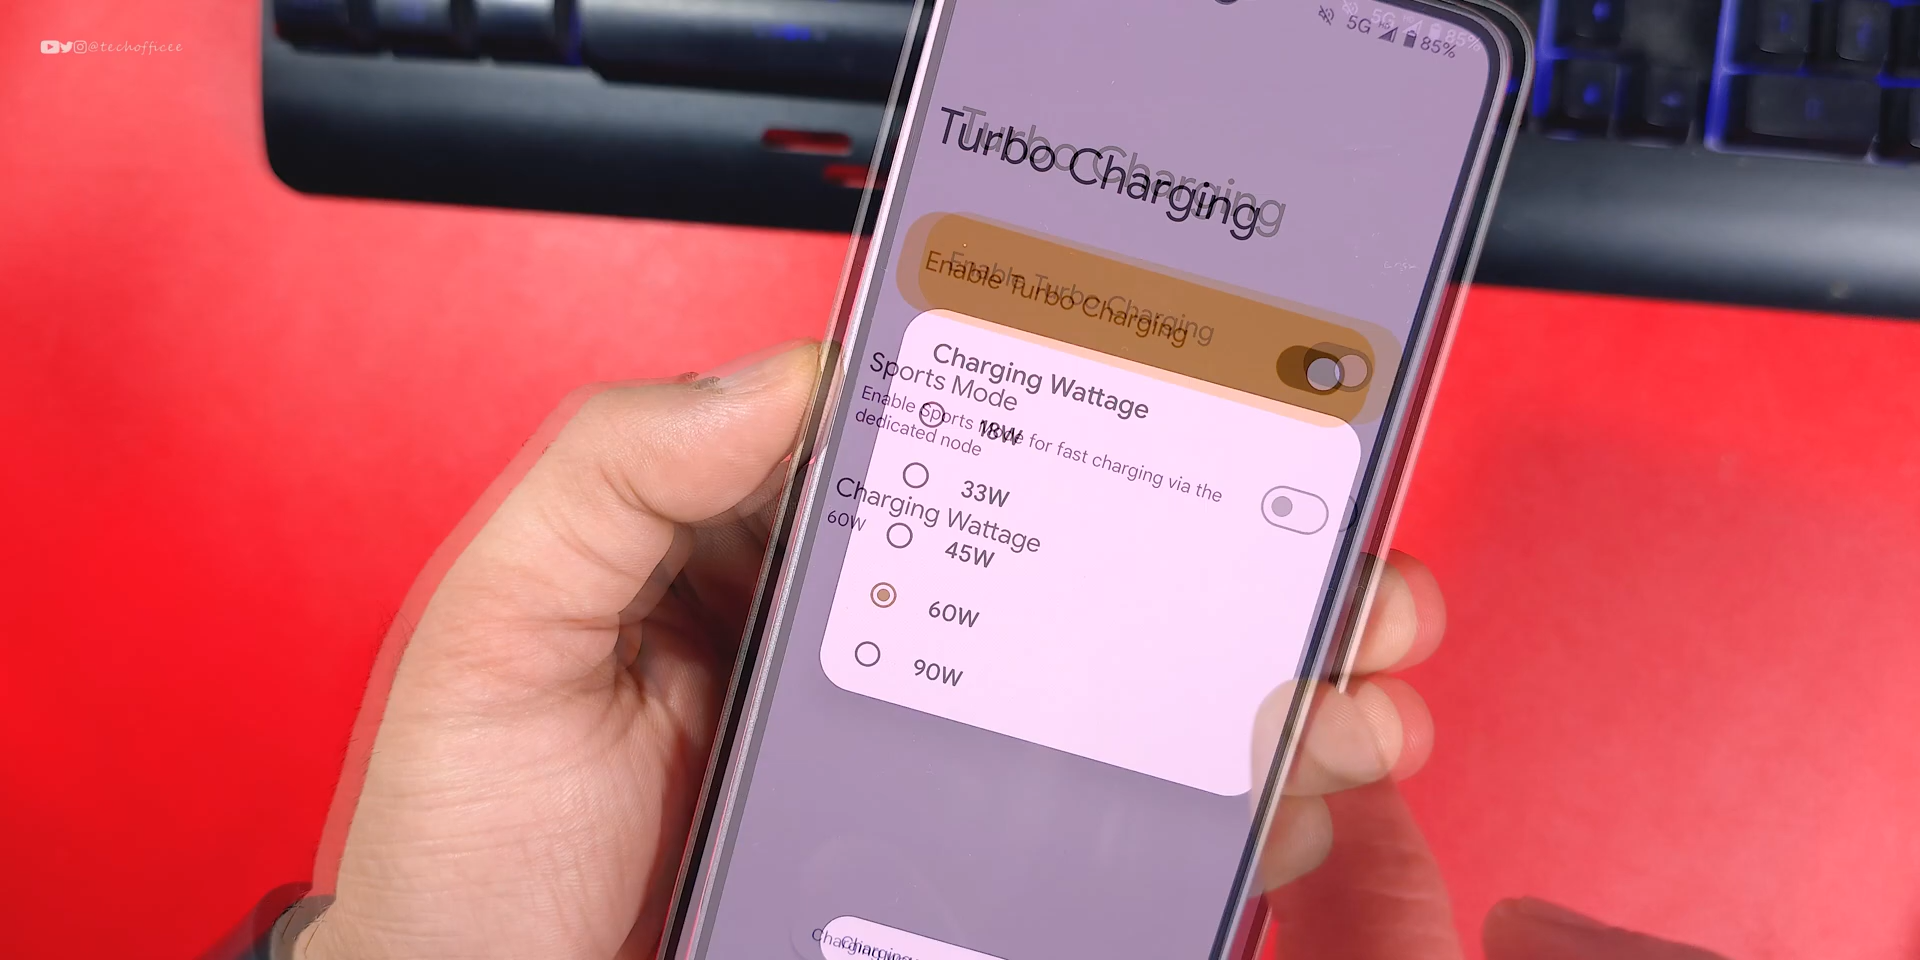 @techofficee
5G 85%
Turbo Charging
Enable Turbo Charging
Charging Wattage
18W
33W
45W
60W
90W
Sports Mode
Enable Sports Mode for fast charging via the
dedicated node
Charging Wattage
60W
Charging